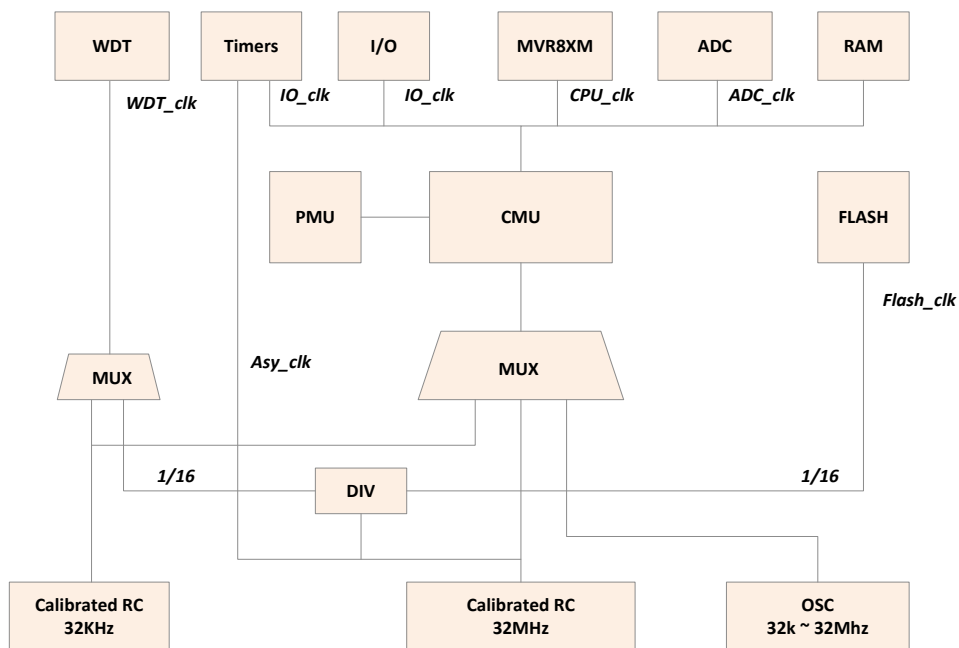 WDT
Timers
I/O
MVR8XM
ADC
RAM
WDT_clk
IO_clk
IO_clk
CPU_clk
ADC_clk
PMU
CMU
FLASH
Flash_clk
MUX
Asy_clk
MUX
1/16
DIV
1/16
Calibrated RC
32KHz
Calibrated RC
32MHz
OSC
32k ~ 32Mhz